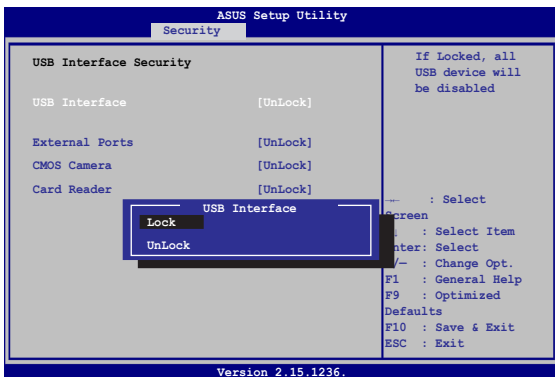 ASUS Setup Utility
Security
USB Interface Security
USB Interface [UnLock]
External Ports [UnLock]
CMOS Camera [UnLock]
Card Reader [UnLock]
USB Interface
Lock
UnLock
If Locked, all
USB device will
be disabled
→← : Select
Screen
: Select Item
Enter: Select
+/— : Change Opt.
F1 : General Help
F9 : Optimized
Defaults
F10 : Save & Exit
ESC : Exit
Version 2.15.1236.